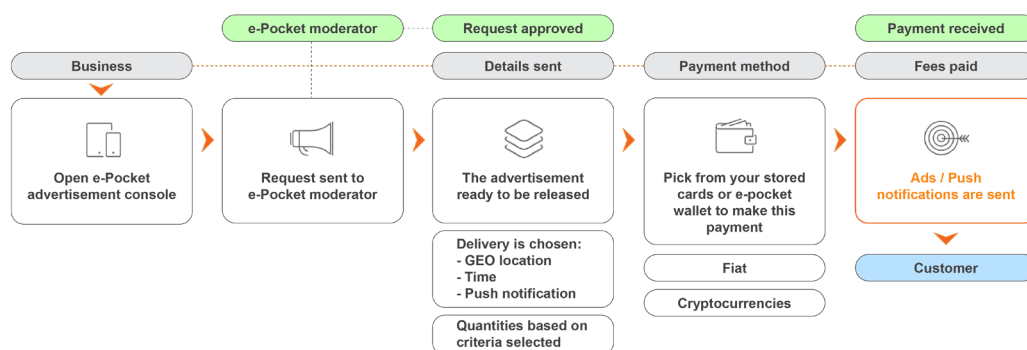 e-Pocket moderator
Request approved
Payment received
Business
Details sent
Payment method
Fees paid
Open e-Pocket
advertisement console
Request sent to
e-Pocket moderator
The advertisement
ready to be released
Pick from your stored
cards or e-pocket
wallet to make this
payment
Ads / Push
notifications are sent
Delivery is chosen:
- GEO location
- Time
- Push notification
Quantities based on
criteria selected
Fiat
Cryptocurrencies
Customer